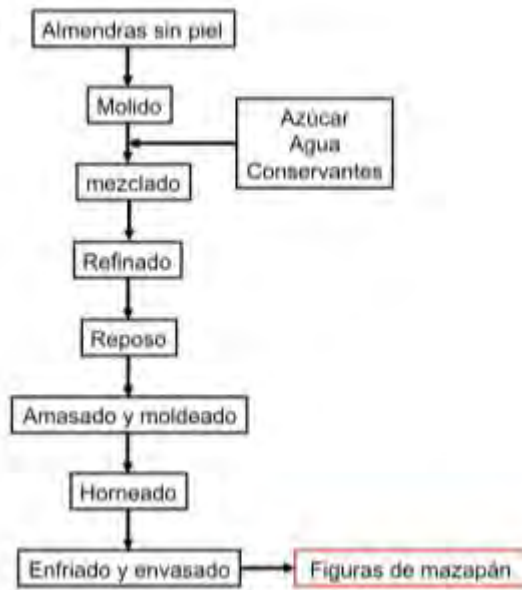 Almendras sin piel
Molido
Azúcar
Agua
Conservantes
mezclado
Refinado
Reposo
Amasado y moldeado
Horneado
Enfriado y envasado
Figuras de mazapán